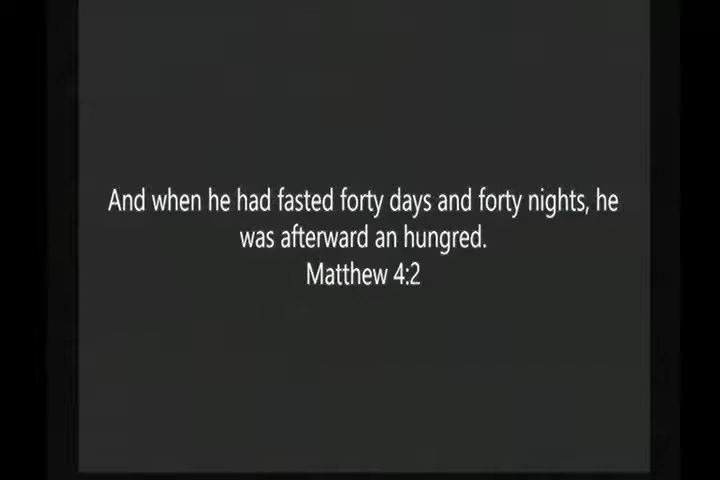 And when he had fasted forty days and forty nights, he
was afterward an hungred.
Matthew 4:2